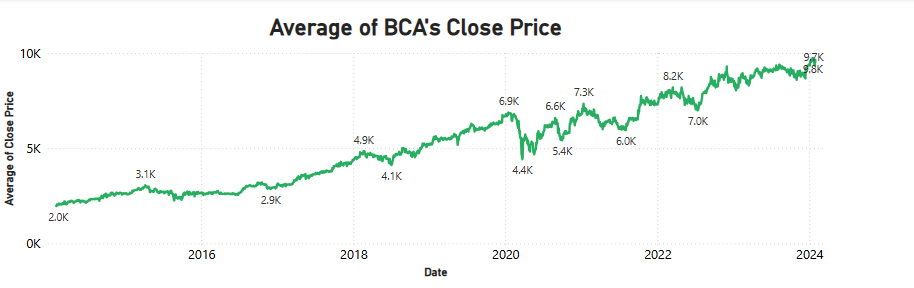 Average of BCA's Close Price
10K
5K
0K
Average of Close Price
2.0K
3.1K
2.9K
4.9K
4.1K
6.9K
4.4K
6.6K
5.4K
7.3K
6.0K
8.2K
7.0K
9.7K
9.8K
2016
2018
2020
2022
2024
Date